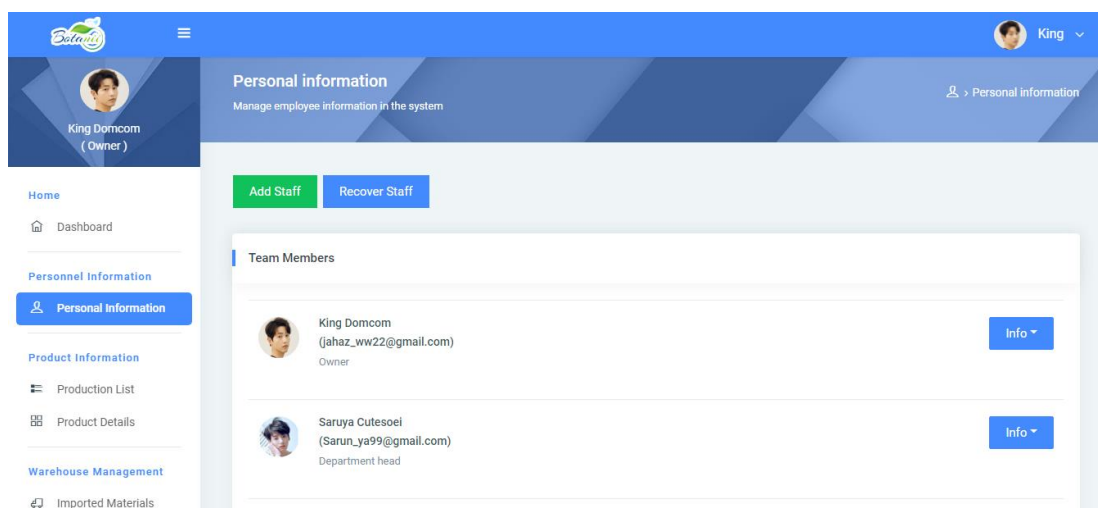 Botanic
King
King Domcom
( Owner )
Personal information
Manage employee information in the system
> Personal information
Home
Dashboard
Personnel Information
Personal Information
Product Information
Production List
Product Details
Warehouse Management
Imported Materials
Add Staff
Recover Staff
Team Members
King Domcom
(jahaz_ww22@gmail.com)
Owner
Info
Saruya Cutesoei
(Sarun_ya99@gmail.com)
Department head
Info